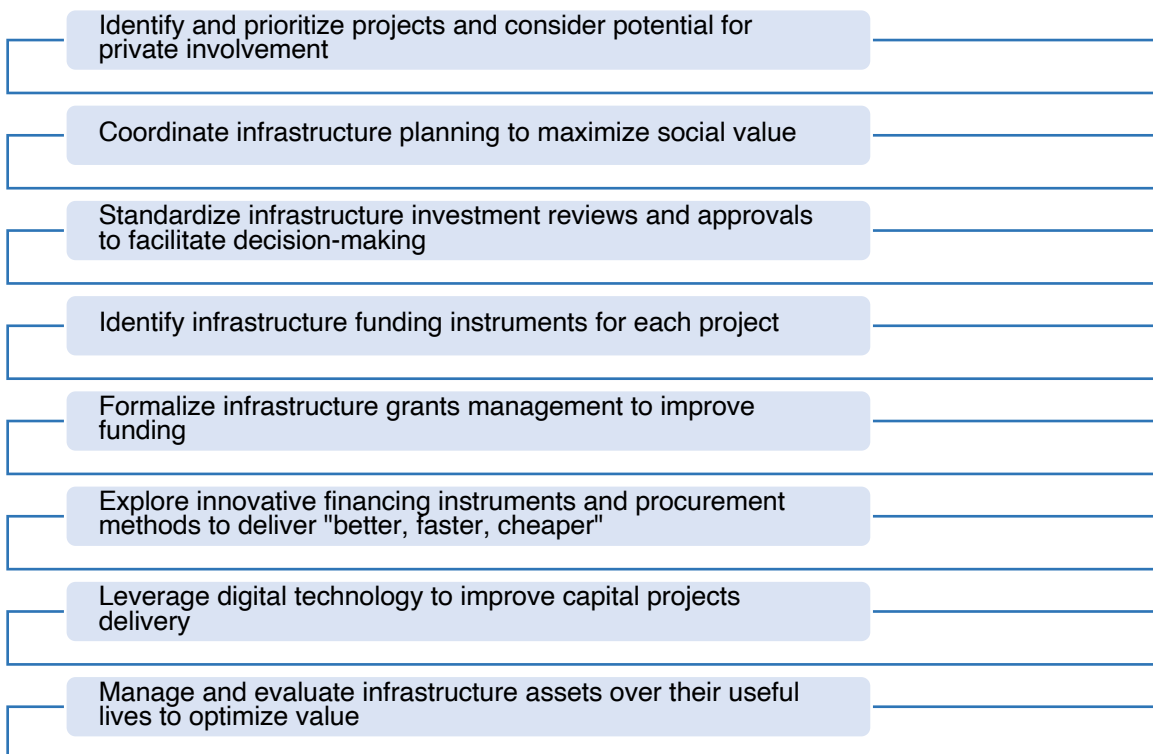 Identify and prioritize projects and consider potential for
private involvement
Coordinate infrastructure planning to maximize social value
Standardize infrastructure investment reviews and approvals
to facilitate decision-making
Identify infrastructure funding instruments for each project
Formalize infrastructure grants management to improve
funding
Explore innovative financing instruments and procurement
methods to deliver "better, faster, cheaper"
Leverage digital technology to improve capital projects
delivery
Manage and evaluate infrastructure assets over their useful
lives to optimize value